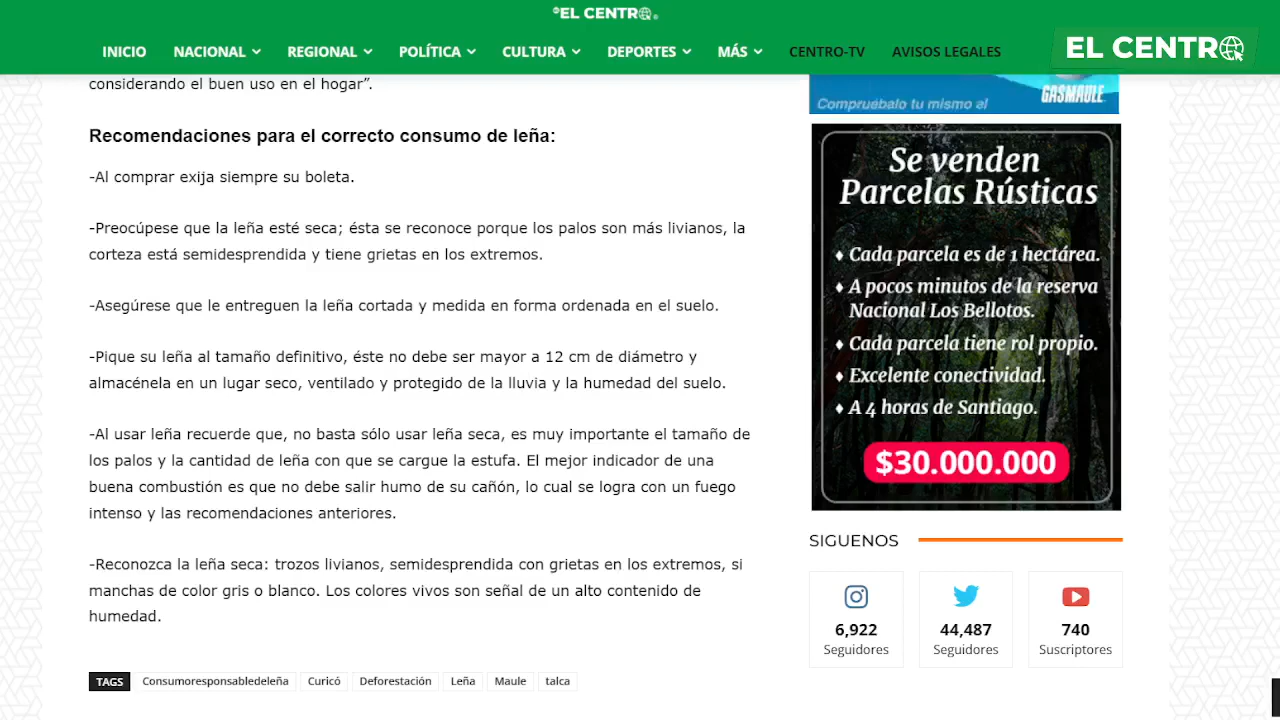 EL CENTRO
INICIO NACIONAL REGIONAL POLÍTICA CULTURA DEPORTES MÁS CENTRO-TV AVISOS LEGALES
EL CENTRO
considerando el buen uso en el hogar”.
Recomendaciones para el correcto consumo de leña:
-Al comprar exija siempre su boleta.
-Preocúpese que la leña esté seca; ésta se reconoce porque los palos son más livianos, la
corteza está semidesprendida y tiene grietas en los extremos.
-Asegúrese que le entreguen la leña cortada y medida en forma ordenada en el suelo.
-Pique su leña al tamaño definitivo, éste no debe ser mayor a 12 cm de diámetro y
almacénela en un lugar seco, ventilado y protegido de la lluvia y la humedad del suelo.
-Al usar leña recuerde que, no basta sólo usar leña seca, es muy importante el tamaño de
los palos y la cantidad de leña con que se cargue la estufa. El mejor indicador de una
buena combustión es que no debe salir humo de su cañón, lo cual se logra con un fuego
intenso y las recomendaciones anteriores.
-Reconozca la leña seca: trozos livianos, semidesprendida con grietas en los extremos, si
manchas de color gris o blanco. Los colores vivos son señal de un alto contenido de
humedad.
TAGS Consumoresponsabledeleña Curicó Deforestación Leña Maule talca
Compruébalo tu mismo al
GASMAULE
Se venden
Parcelas Rústicas
♦ Cada parcela es de 1 hectárea.
♦ A pocos minutos de la reserva
Nacional Los Bellotos.
♦ Cada parcela tiene rol propio.
♦ Excelente conectividad.
♦ A 4 horas de Santiago.
$30.000.000
SIGUENOS
6,922 44,487 740
Seguidores Seguidores Suscriptores